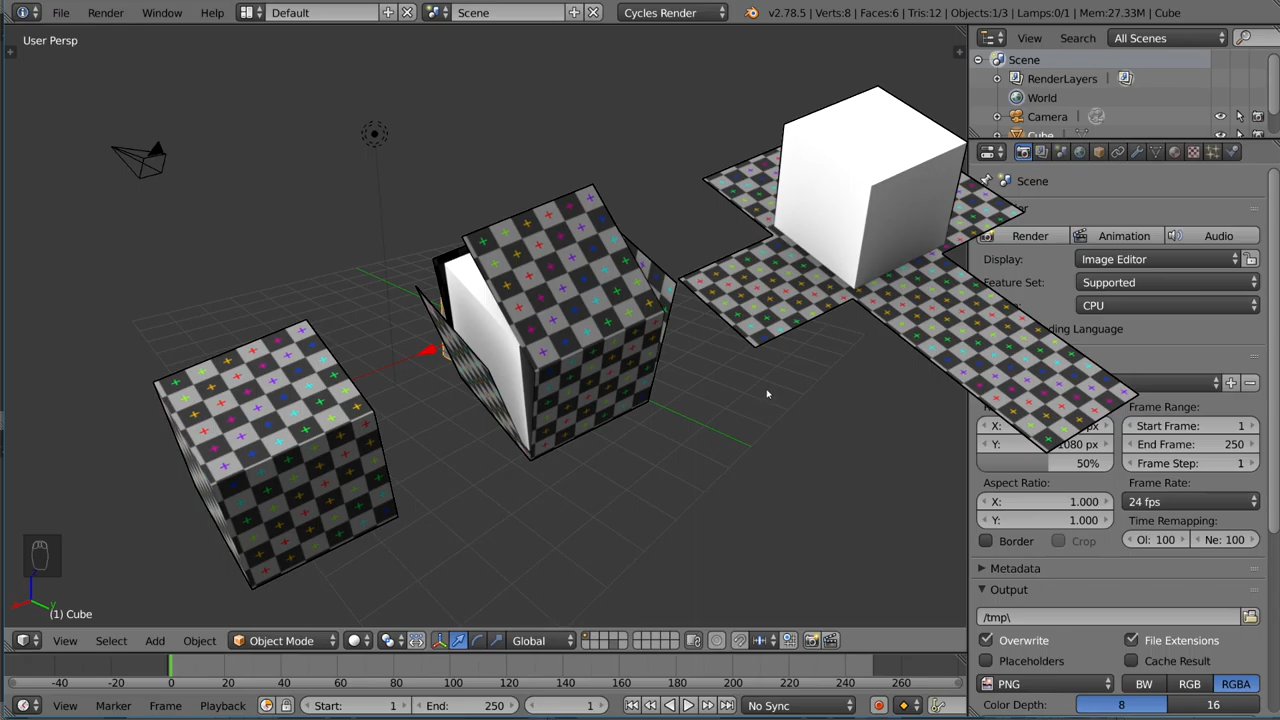 File Render Window Help Default Scene Cycles Render v2.78.5 | Verts:8 | Faces:6 | Tris:12 | Objects:1/3 | Lamps:0/1 | Mem:27.33M | Cube
User Persp
View Search All Scenes
Scene
RenderLayers
World
Camera
Cube
Scene
Render Animation Audio
Display: Image Editor
Feature Set: Supported
CPU
Frame Range:
X: px Start Frame: 1
Y: 1080 px End Frame: 250
50% Frame Step: 1
Aspect Ratio: Frame Rate:
X: 1.000 24 fps
Y: 1.000 Time Remapping:
Border Crop Ol: 100 Ne: 100
Metadata
Output
/tmp\
Overwrite File Extensions
Placeholders Cache Result
PNG BW RGB RGBA
Color Depth: 8 16
(1) Cube
View Select Add Object Object Mode Global
-40 -20 0 20 40 60 80 100 120 140 160 180 200 220 240 260
View Marker Frame Playback Start: 1 End: 250 1 No Sync